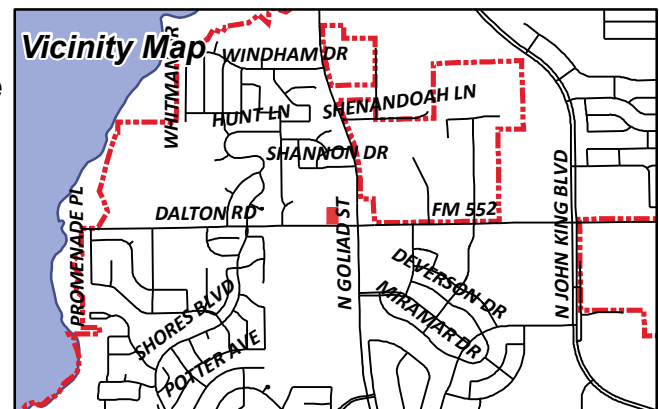 Vicinity Map
WINDHAM DR
WHITMAN DR
HUNT LN
SHENANDOAH LN
SHANNON DR
DALTON RD
FM 552
PROMENADE PL
N GOLIAD ST
N JOHN KING BLVD
DEVERSON DR
MIRAMAR DR
SHORES BLVD
POTTER AVE